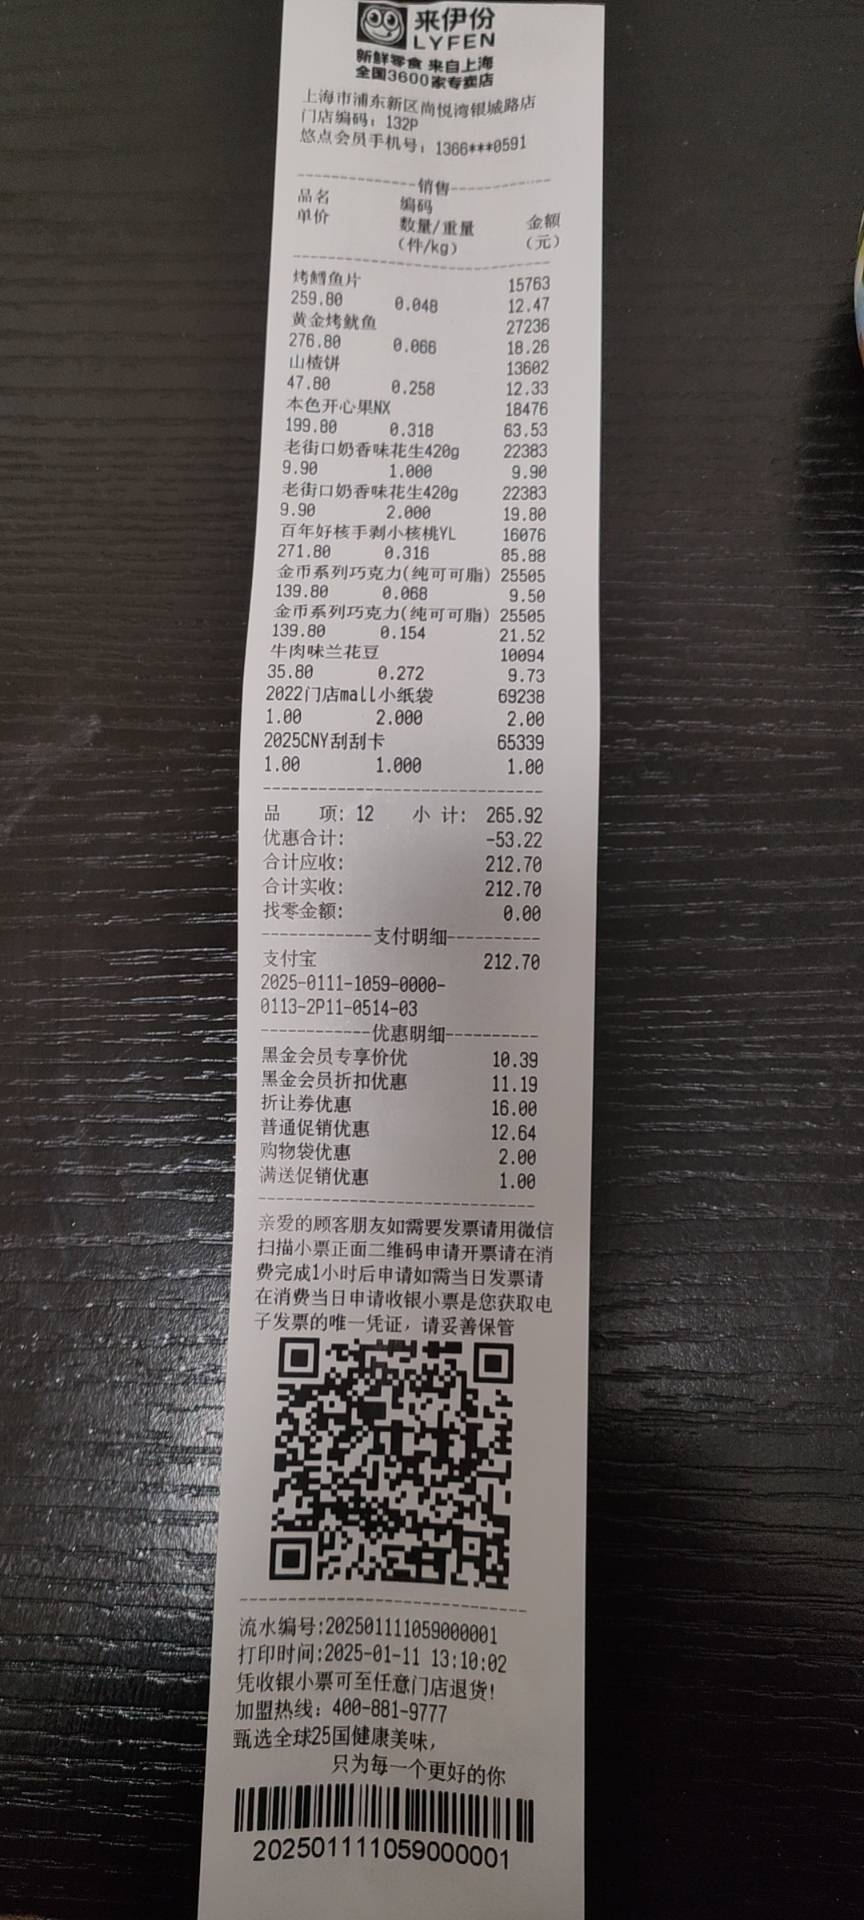 来伊份
LYFEN
新鲜零食 来自上海
全国3600家专卖店
上海市浦东新区尚悦湾银城路店
门店编码：132P
悠点会员手机号：1366***0591
销售
品名 编码 金额
单价 数量/重量 （元）
（件/kg）
烤鳕鱼片 15763
259.80 0.048 12.47
黄金烤鱿鱼 27236
276.80 0.066 18.26
山楂饼 13602
47.80 0.258 12.33
本色开心果NX 18476
199.80 0.318 63.53
老街口奶香味花生420g 22383
9.90 1.000 9.90
老街口奶香味花生420g 22383
9.90 2.000 19.80
百年好核手剥小核桃YL 16076
271.80 0.316 85.88
金币系列巧克力(纯可可脂) 25505
139.80 0.068 9.50
金币系列巧克力(纯可可脂) 25505
139.80 0.154 21.52
牛肉味兰花豆 10094
35.80 0.272 9.73
2022门店mall小纸袋 69238
1.00 2.000 2.00
2025CNY刮刮卡 65339
1.00 1.000 1.00
品 项: 12 小 计: 265.92
优惠合计: -53.22
合计应收: 212.70
合计实收: 212.70
找零金额: 0.00
支付明细
支付宝 212.70
2025-0111-1059-0000-
0113-2P11-0514-03
优惠明细
黑金会员专享价优 10.39
黑金会员折扣优惠 11.19
折让券优惠 16.00
普通促销优惠 12.64
购物袋优惠 2.00
满送促销优惠 1.00
亲爱的顾客朋友如需要发票请用微信
扫描小票正面二维码申请开票请在消
费完成1小时后申请如需当日发票请
在消费当日申请收银小票是您获取电
子发票的唯一凭证，请妥善保管
流水编号:202501111059000001
打印时间:2025-01-11 13:10:02
凭收银小票可至任意门店退货!
加盟热线：400-881-9777
甄选全球25国健康美味,
只为每一个更好的你
202501111059000001